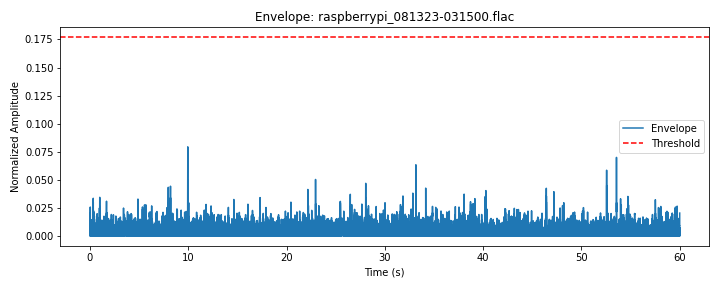 Envelope: raspberrypi_081323-031500.flac
Normalized Amplitude
0.175
0.150
0.125
0.100
0.075
0.050
0.025
0.000
Envelope
Threshold
0 10 20 30 40 50 60
Time (s)